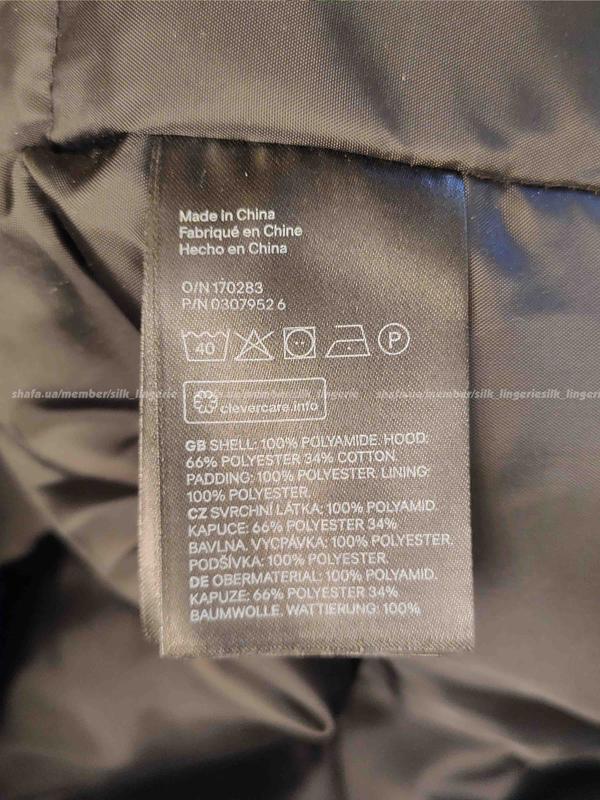 Made in China
Fabriqué en Chine
Hecho en China
O/N 170283
P/N 0307952 6
40
P
shafa.ua/member/silk_lingerie shafa.ua/member/silk_lingeriesilk_lingeri
clevercare.info
GB SHELL: 100% POLYAMIDE. HOOD:
66% POLYESTER 34% COTTON.
PADDING: 100% POLYESTER. LINING:
100% POLYESTER.
CZ SVRCHNÍ LÁTKA: 100% POLYAMID.
KAPUCE: 66% POLYESTER 34%
BAVLNA. VYCPÁVKA: 100% POLYESTER.
PODŠÍVKA: 100% POLYESTER.
DE OBERMATERIAL: 100% POLYAMID.
KAPUZE: 66% POLYESTER 34%
BAUMWOLLE. WATTIERUNG: 100%